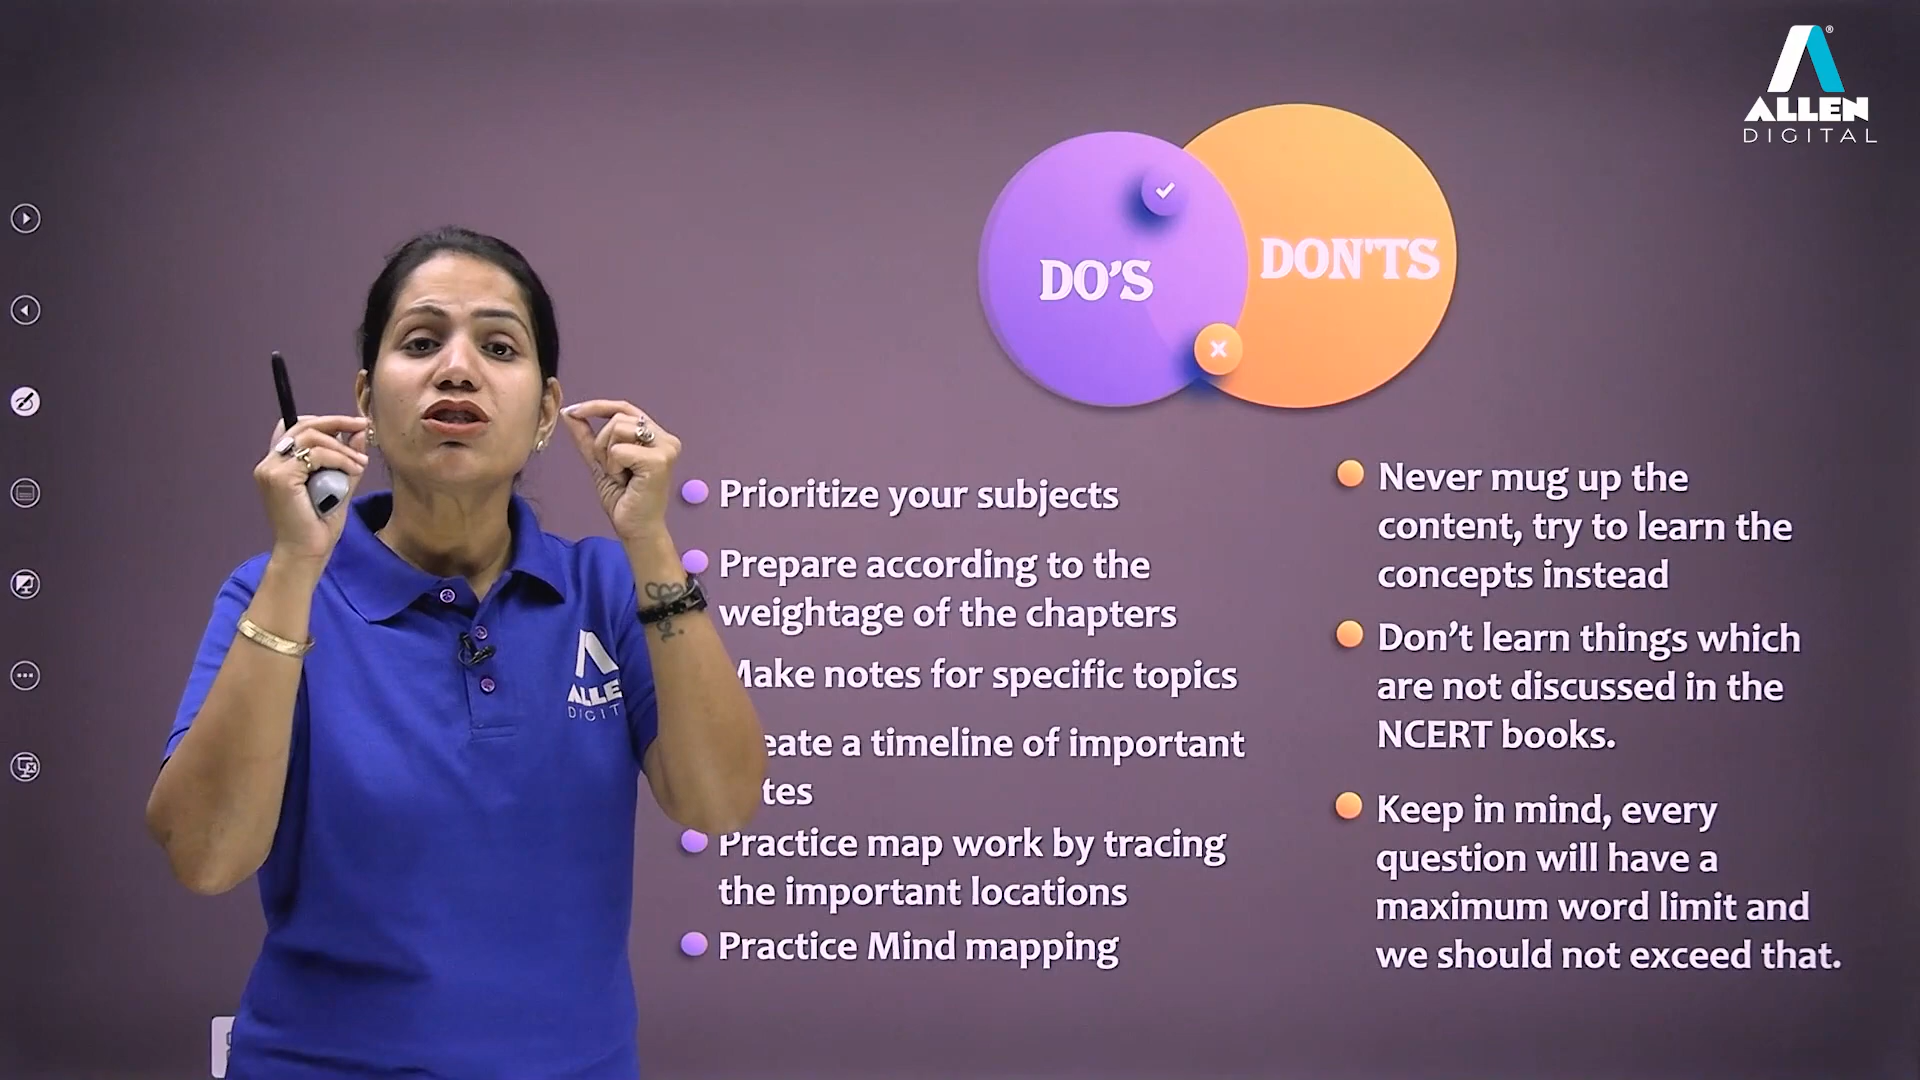 ALLEN
DIGITAL
DO'S
DON'TS
Prioritize your subjects
Prepare according to the
weightage of the chapters
Make notes for specific topics
a timeline of important
Practice map work by tracing
the important locations
Practice Mind mapping
Never mug up the
content, try to learn the
concepts instead
Don't learn things which
are not discussed in the
NCERT books.
Keep in mind, every
question will have a
maximum word limit and
we should not exceed that.